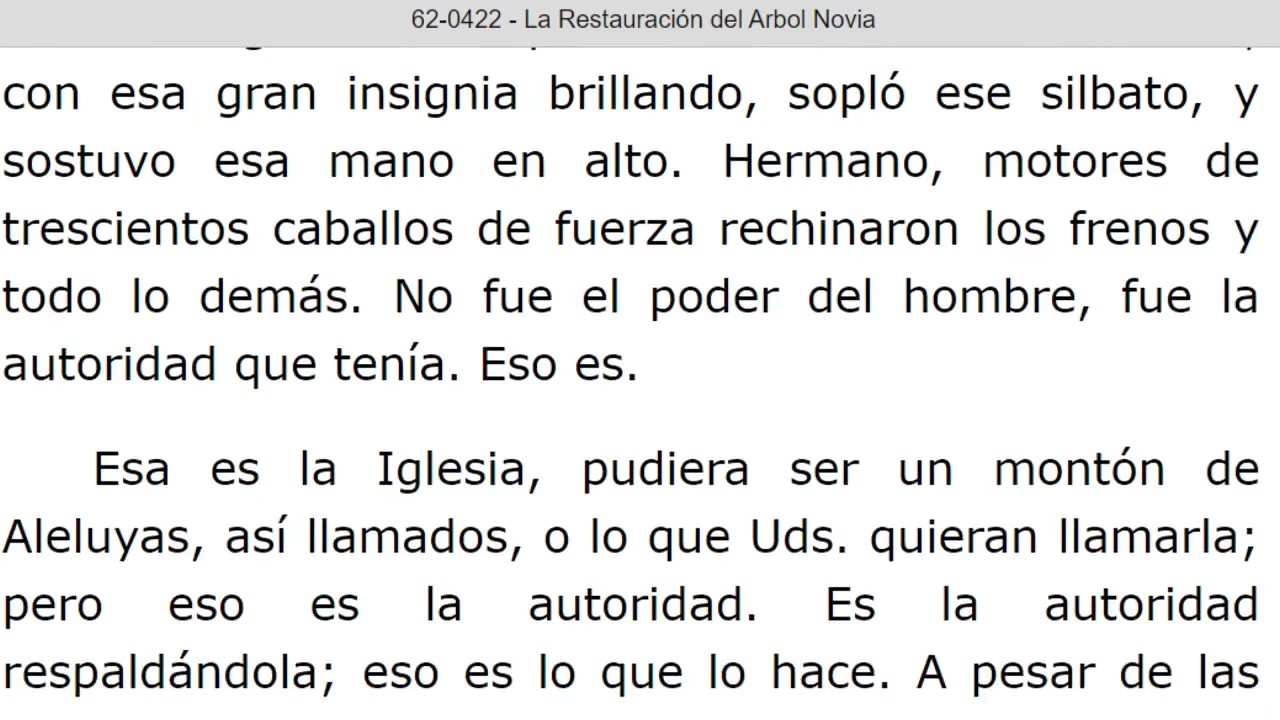 62-0422 - La Restauración del Arbol Novia
con esa gran insignia brillando, sopló ese silbato, y
sostuvo esa mano en alto. Hermano, motores de
trescientos caballos de fuerza rechinaron los frenos y
todo lo demás. No fue el poder del hombre, fue la
autoridad que tenía. Eso es.
Esa es la Iglesia, pudiera ser un montón de
Aleluyas, así llamados, o lo que Uds. quieran llamarla;
pero eso es la autoridad. Es la autoridad
respaldándola; eso es lo que lo hace. A pesar de las